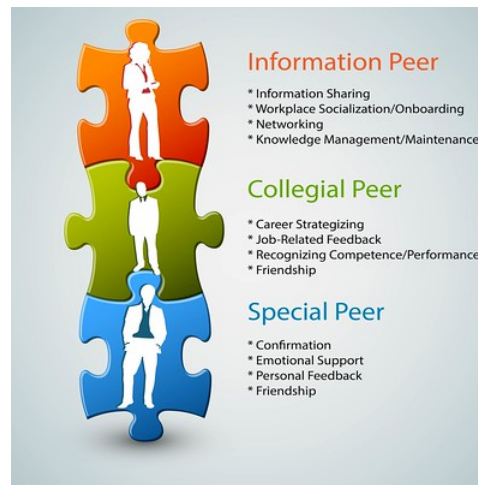 Information Peer
* Information Sharing
* Workplace Socialization/Onboarding
* Networking
* Knowledge Management/Maintenance
Collegial Peer
* Career Strategizing
* Job-Related Feedback
* Recognizing Competence/Performance
* Friendship
Special Peer
* Confirmation
* Emotional Support
* Personal Feedback
* Friendship